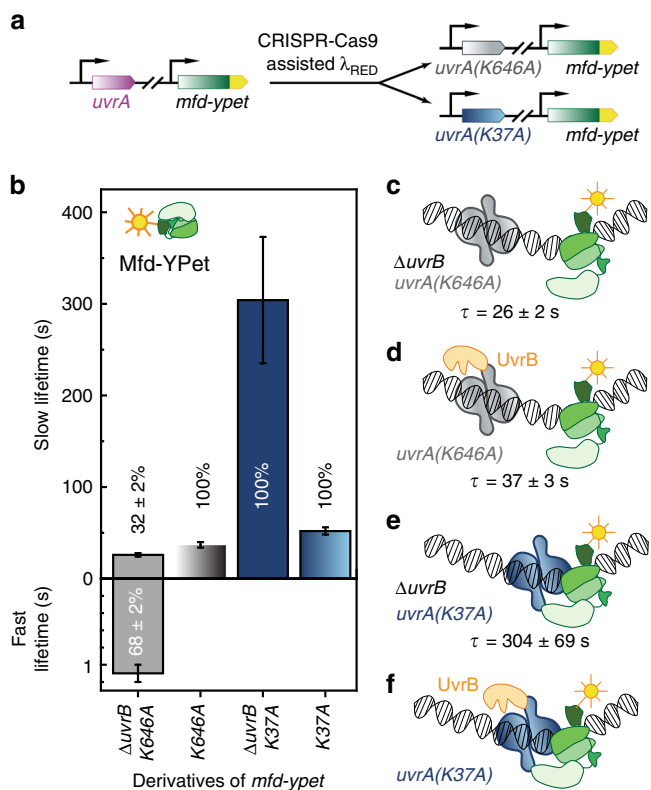 a
uvrA
mfd-ypet
CRISPR-Cas9
assisted λRED
uvrA(K646A)
mfd-ypet
uvrA(K37A)
mfd-ypet
b
Slow lifetime (s)
Fast
lifetime (s)
400
300
200
100
0
1
Mfd-YPet
32 ± 2%
68 ± 2%
100%
100%
100%
ΔuvrB
K646A
K646A
ΔuvrB
K37A
K37A
Derivatives of mfd-ypet
c
ΔuvrB
uvrA(K646A)
τ = 26 ± 2 s
d
UvrB
uvrA(K646A)
τ = 37 ± 3 s
e
ΔuvrB
uvrA(K37A)
τ = 304 ± 69 s
f
UvrB
uvrA(K37A)